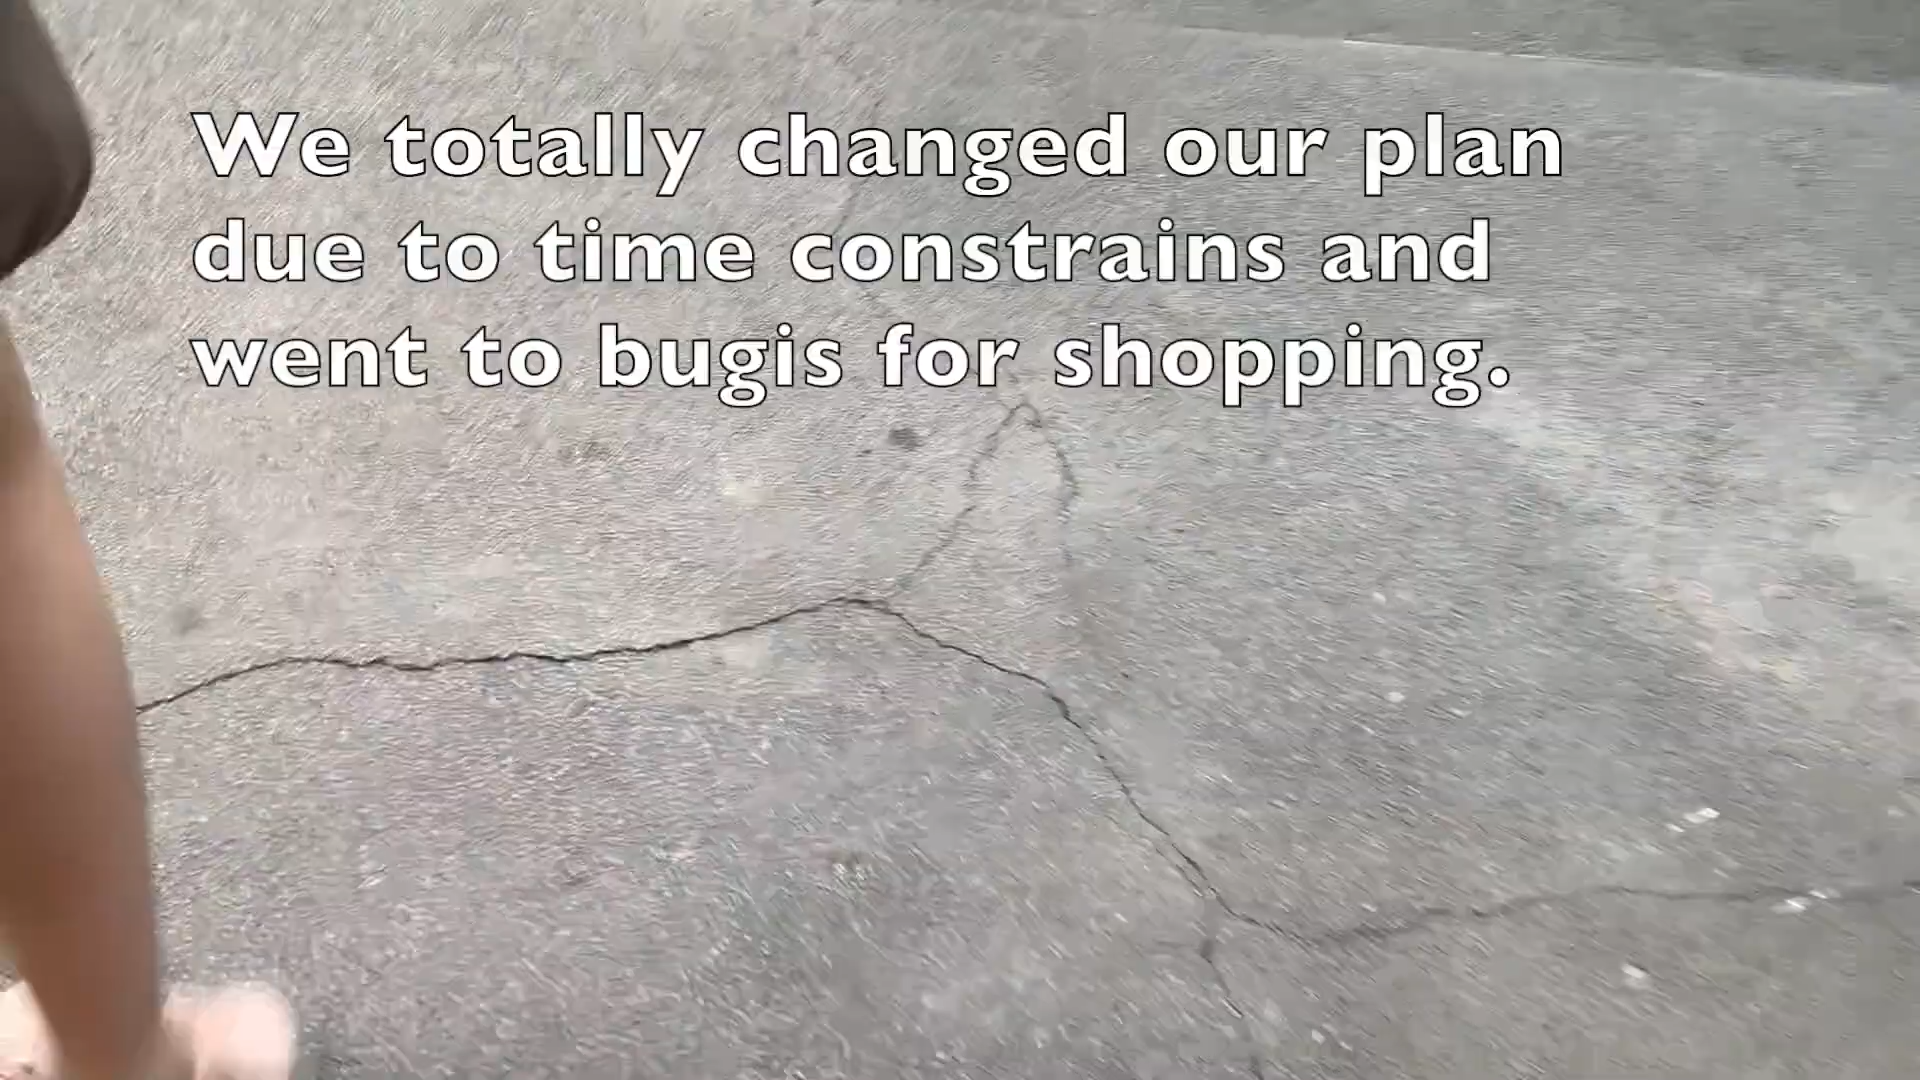 We totally changed our plan
due to time constrains and
went to bugis for shopping.